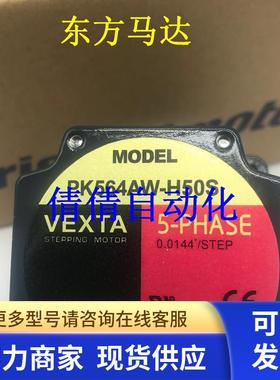 东方马达
MODEL
PK564AW-H50S
倩倩自动化
VEXTA 5-PHASE
STEPPING MOTOR 0.0144°/STEP
更多型号请咨询在线客服
力商家 现货供应